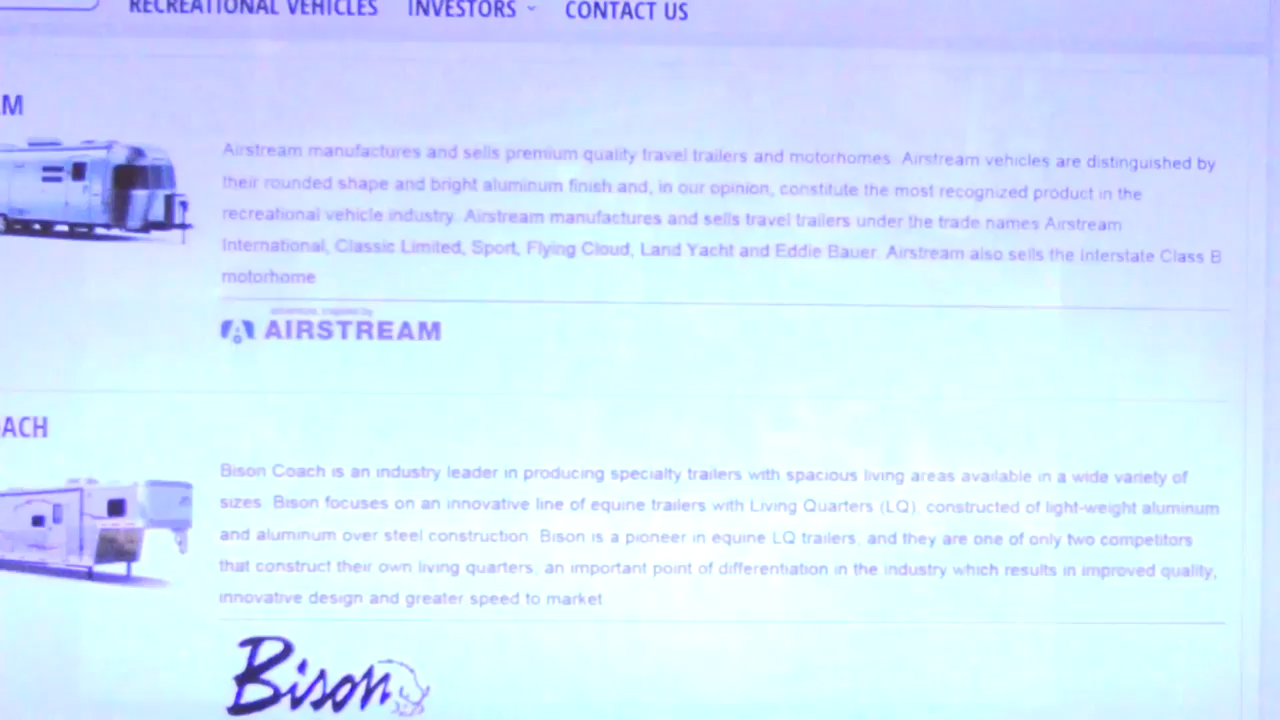 RECREATIONAL VEHICLES INVESTORS CONTACT US
AM
Airstream manufactures and sells premium quality travel trailers and motorhomes. Airstream vehicles are distinguished by
their rounded shape and bright aluminum finish and, in our opinion, constitute the most recognized product in the
recreational vehicle industry. Airstream manufactures and sells travel trailers under the trade names Airstream
International, Classic Limited, Sport, Flying Cloud, Land Yacht and Eddie Bauer. Airstream also sells the Interstate Class B
motorhome.
AIRSTREAM
ACH
Bison Coach is an industry leader in producing specialty trailers with spacious living areas available in a wide variety of
sizes. Bison focuses on an innovative line of equine trailers with Living Quarters (LQ), constructed of light-weight aluminum
and aluminum over steel construction. Bison is a pioneer in equine LQ trailers, and they are one of only two competitors
that construct their own living quarters, an important point of differentiation in the industry which results in improved quality,
innovative design and greater speed to market.
Bison